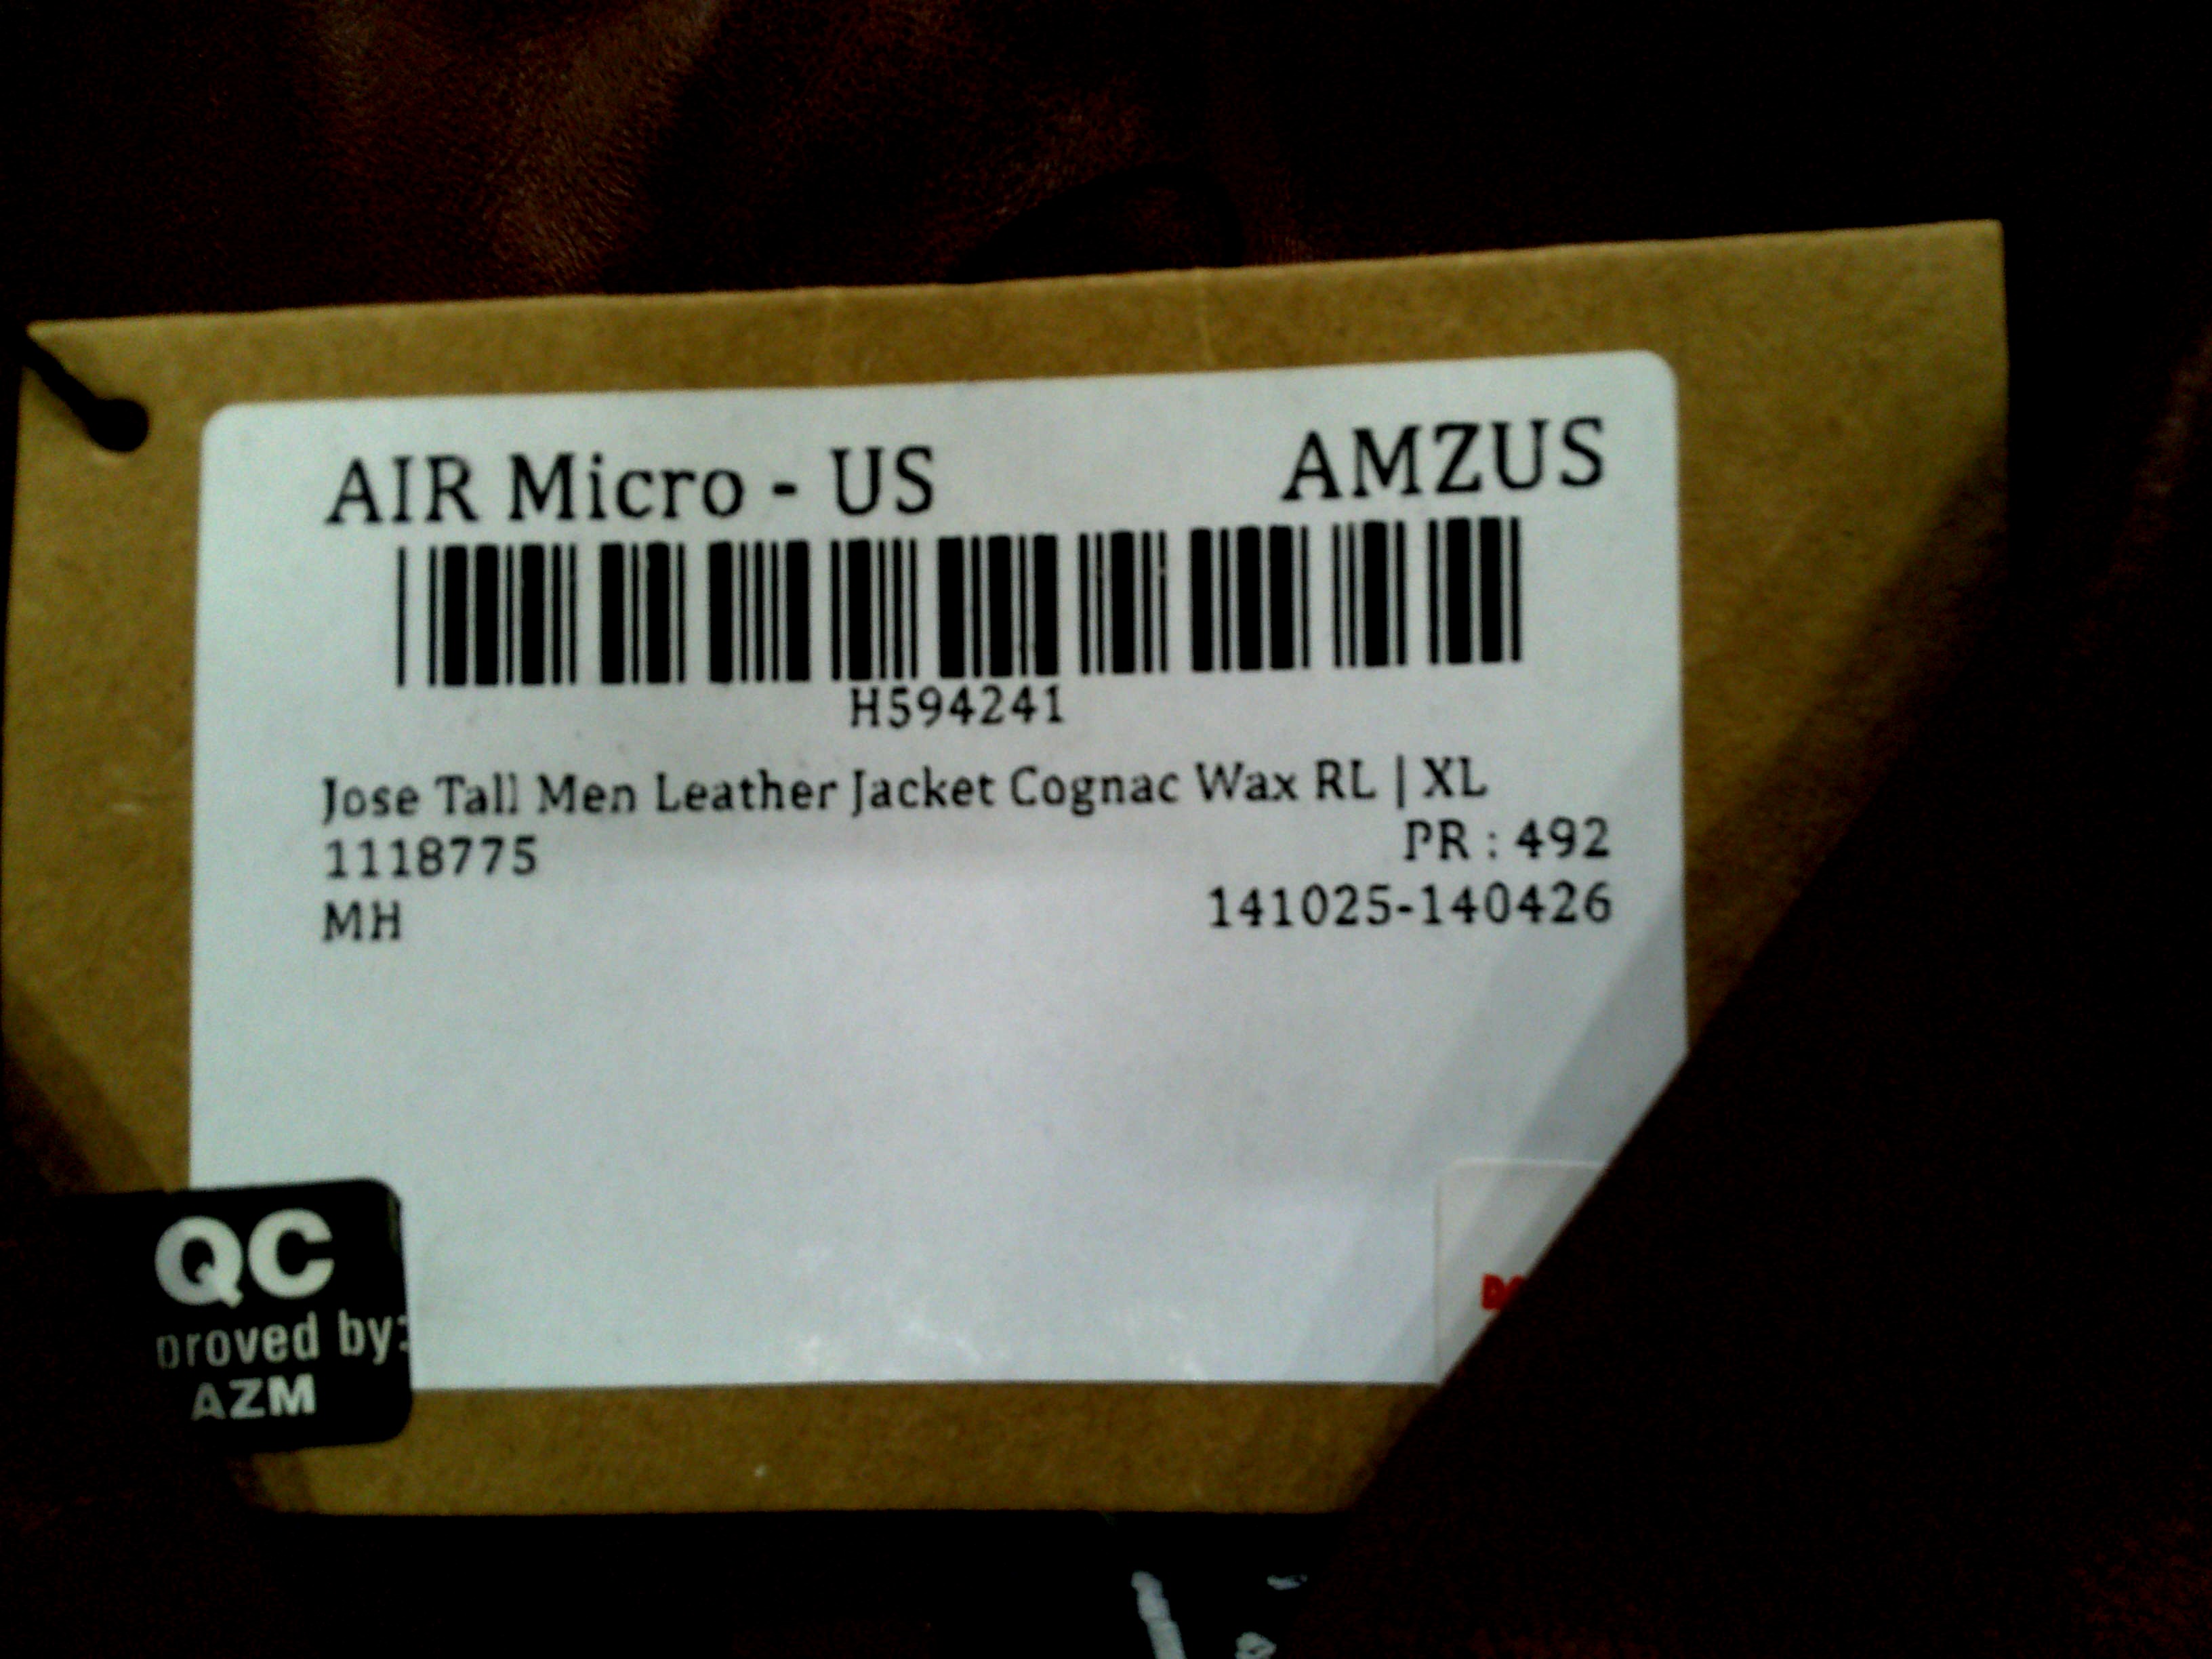 AIR Micro - US AMZUS
H594241
Jose Tall Men Leather Jacket Cognac Wax RL | XL
1118775 PR : 492
MH 141025-140426
QC
proved by:
AZM